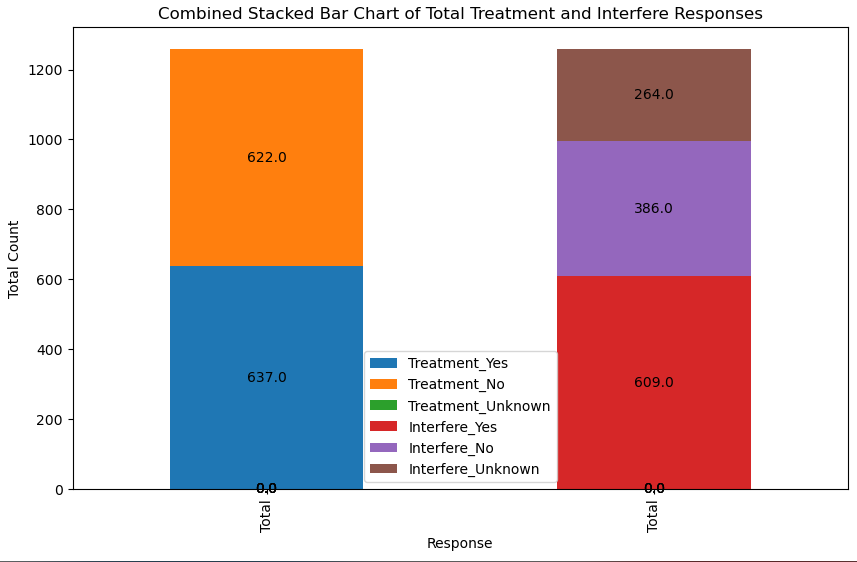 Combined Stacked Bar Chart of Total Treatment and Interfere Responses
Total Count
1200
1000
800
600
400
200
0
622.0
637.0
0.0
264.0
386.0
609.0
0.0
Treatment_Yes
Treatment_No
Treatment_Unknown
Interfere_Yes
Interfere_No
Interfere_Unknown
Total
Total
Response